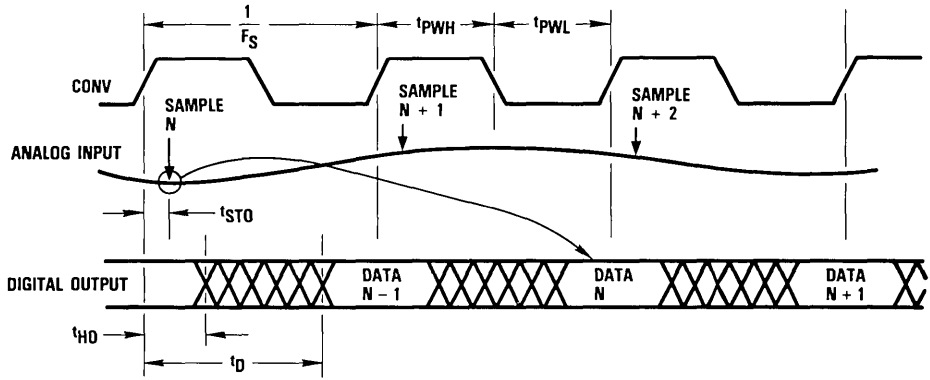 1
F_S
t_PWH
t_PWL
CONV
SAMPLE
N
SAMPLE
N + 1
SAMPLE
N + 2
ANALOG INPUT
t_STO
DIGITAL OUTPUT
DATA
N - 1
DATA
N
DATA
N + 1
t_HO
t_D